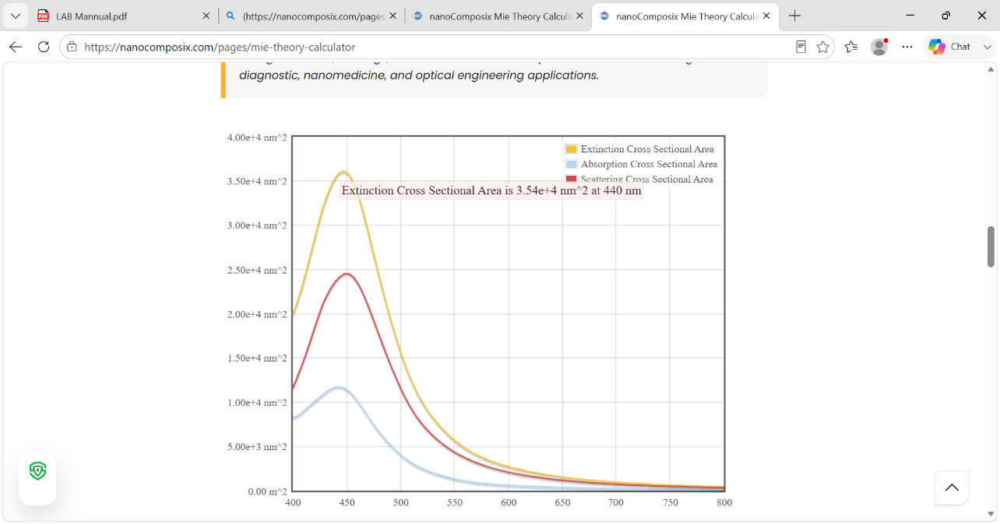 LAB Mannual.pdf
(https://nanocomposix.com/pages
nanoComposix Mie Theory Calcula
nanoComposix Mie Theory Calcula
https://nanocomposix.com/pages/mie-theory-calculator
Chat
diagnostic, nanomedicine, and optical engineering applications.
4.00e+4 nm^2
Extinction Cross Sectional Area
Absorption Cross Sectional Area
Scattering Cross Sectional Area
3.50e+4 nm^2
Extinction Cross Sectional Area is 3.54e+4 nm^2 at 440 nm
3.00e+4 nm^2
2.50e+4 nm^2
2.00e+4 nm^2
1.50e+4 nm^2
1.00e+4 nm^2
5.00e+3 nm^2
0.00 m^2
400 450 500 550 600 650 700 750 800